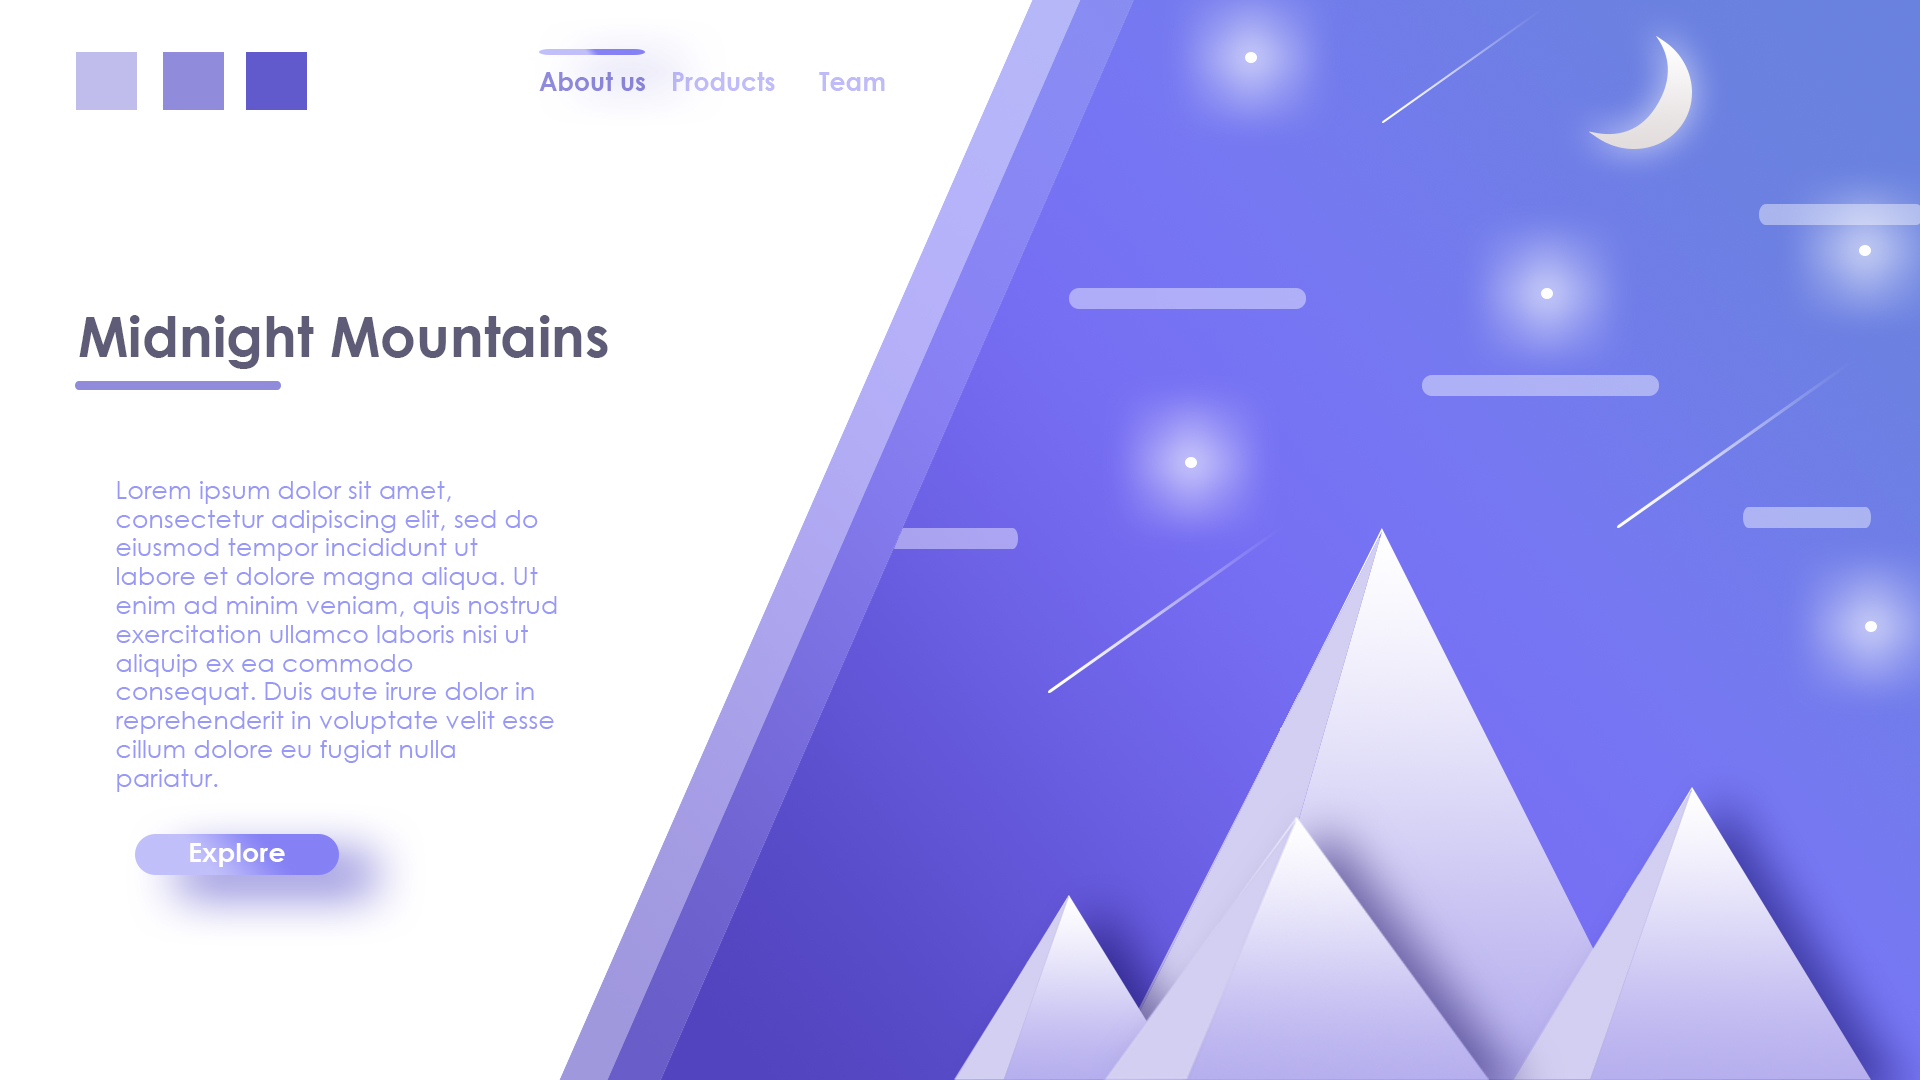 About us Products Team
Midnight Mountains
Lorem ipsum dolor sit amet,
consectetur adipiscing elit, sed do
eiusmod tempor incididunt ut
labore et dolore magna aliqua. Ut
enim ad minim veniam, quis nostrud
exercitation ullamco laboris nisi ut
aliquip ex ea commodo
consequat. Duis aute irure dolor in
reprehenderit in voluptate velit esse
cillum dolore eu fugiat nulla
pariatur.
Explore